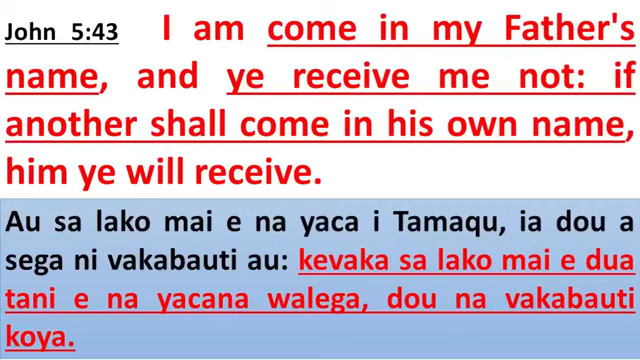 John 5:43 I am come in my Father's
name, and ye receive me not: if
another shall come in his own name,
him ye will receive.
Au sa lako mai e na yaca i Tamaqu, ia dou a
sega ni vakabauti au: kevaka sa lako mai e dua
tani e na yacana walega, dou na vakabauti
koya.